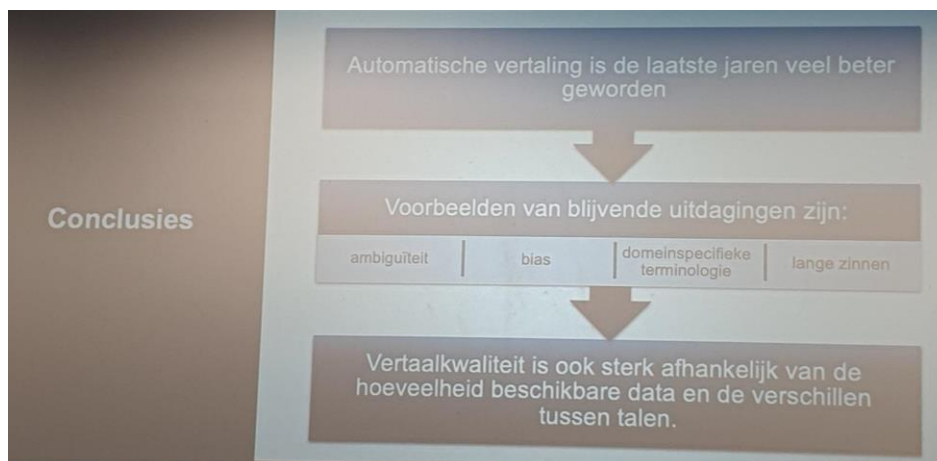 Conclusies
Automatische vertaling is de laatste jaren veel beter
geworden
Voorbeelden van blijvende uitdagingen zijn:
ambiguïteit
bias
domeinspecifieke
terminologie
lange zinnen
Vertaalkwaliteit is ook sterk afhankelijk van de
hoeveelheid beschikbare data en de verschillen
tussen talen.